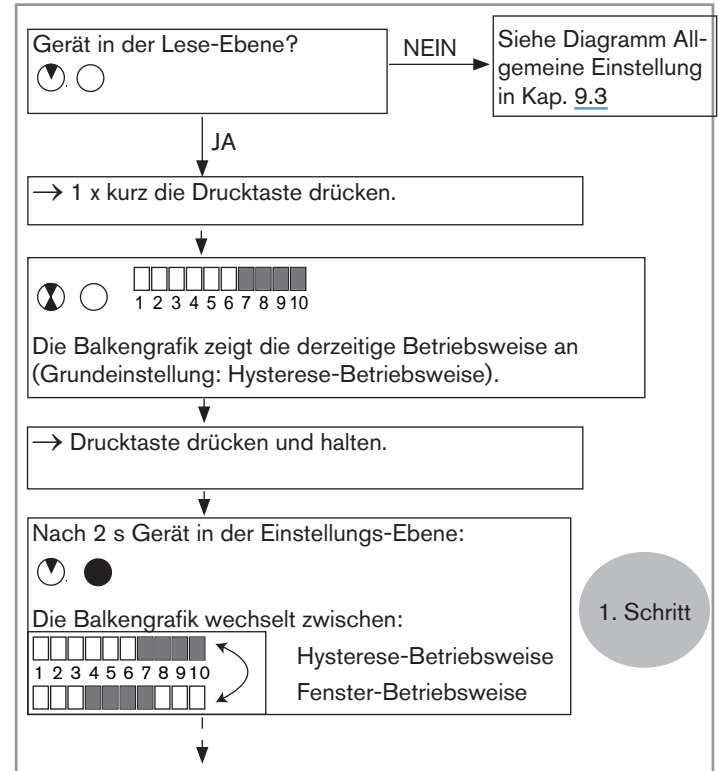 Gerät in der Lese-Ebene?
NEIN
Siehe Diagramm All-
gemeine Einstellung
in Kap. 9.3
JA
→ 1 x kurz die Drucktaste drücken.
1 2 3 4 5 6 7 8 9 10
Die Balkengrafik zeigt die derzeitige Betriebsweise an
(Grundeinstellung: Hysterese-Betriebsweise).
→ Drucktaste drücken und halten.
Nach 2 s Gerät in der Einstellungs-Ebene:
1. Schritt
Die Balkengrafik wechselt zwischen:
Hysterese-Betriebsweise
1 2 3 4 5 6 7 8 9 10
Fenster-Betriebsweise